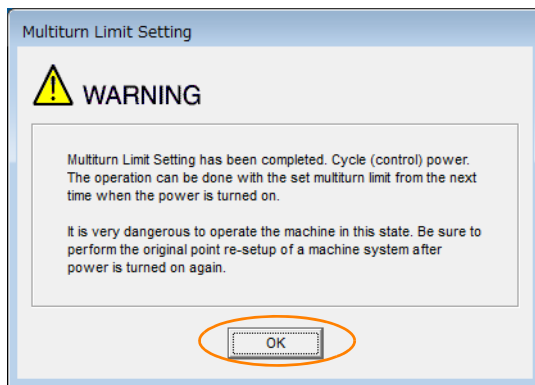 Multiturn Limit Setting
WARNING
Multiturn Limit Setting has been completed. Cycle (control) power.
The operation can be done with the set multiturn limit from the next
time when the power is turned on.
It is very dangerous to operate the machine in this state. Be sure to
perform the original point re-setup of a machine system after
power is turned on again.
OK